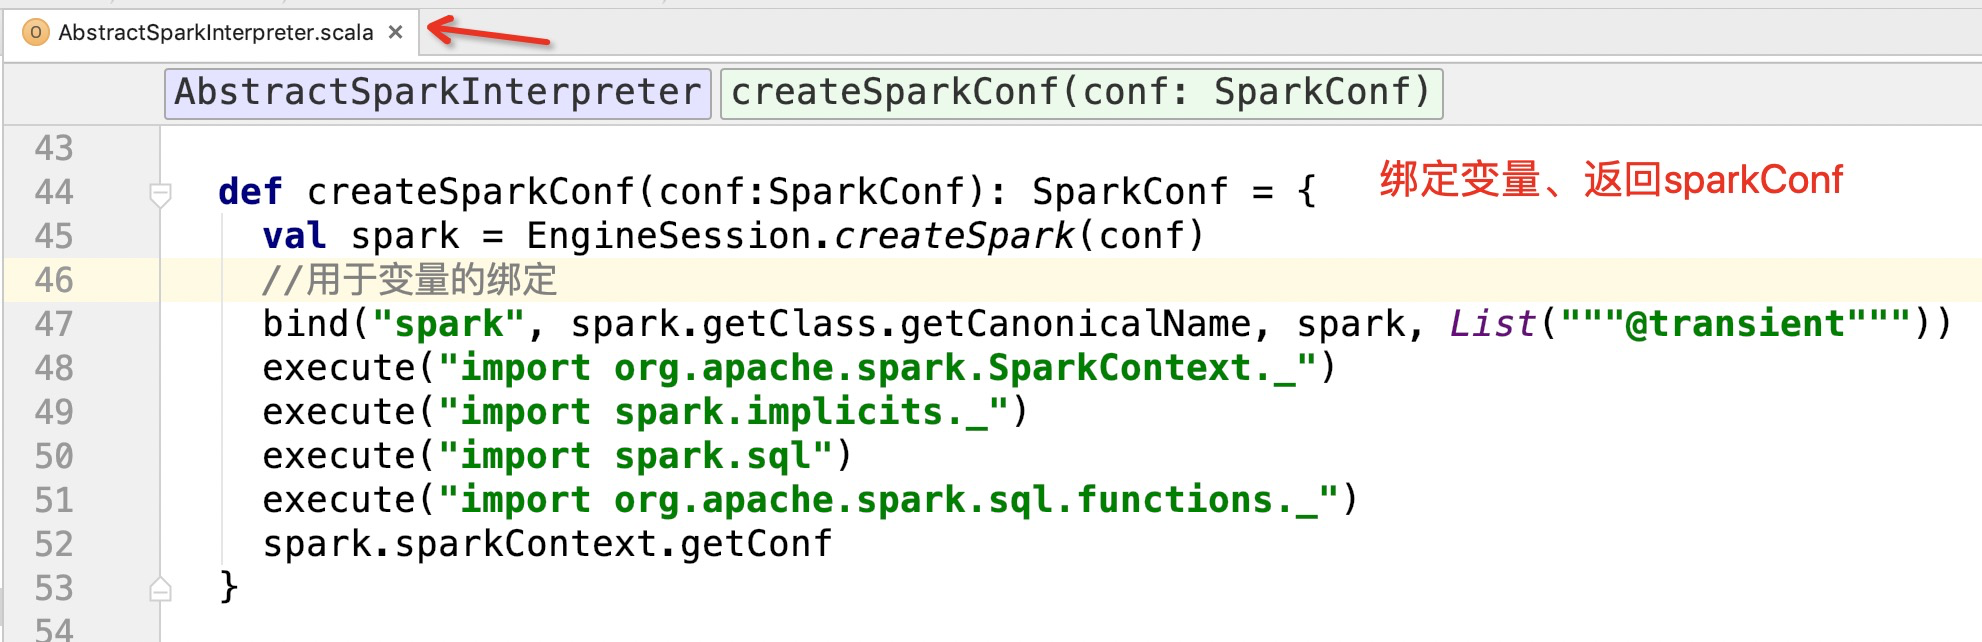 AbstractSparkInterpreter.scala ×
AbstractSparkInterpreter createSparkConf(conf: SparkConf)
43
44 def createSparkConf(conf:SparkConf): SparkConf = { 绑定变量、返回sparkConf
45 val spark = EngineSession.createSpark(conf)
46 //用于变量的绑定
47 bind("spark", spark.getClass.getCanonicalName, spark, List("""@transient"""))
48 execute("import org.apache.spark.SparkContext._")
49 execute("import spark.implicits._")
50 execute("import spark.sql")
51 execute("import org.apache.spark.sql.functions._")
52 spark.sparkContext.getConf
53 }
54